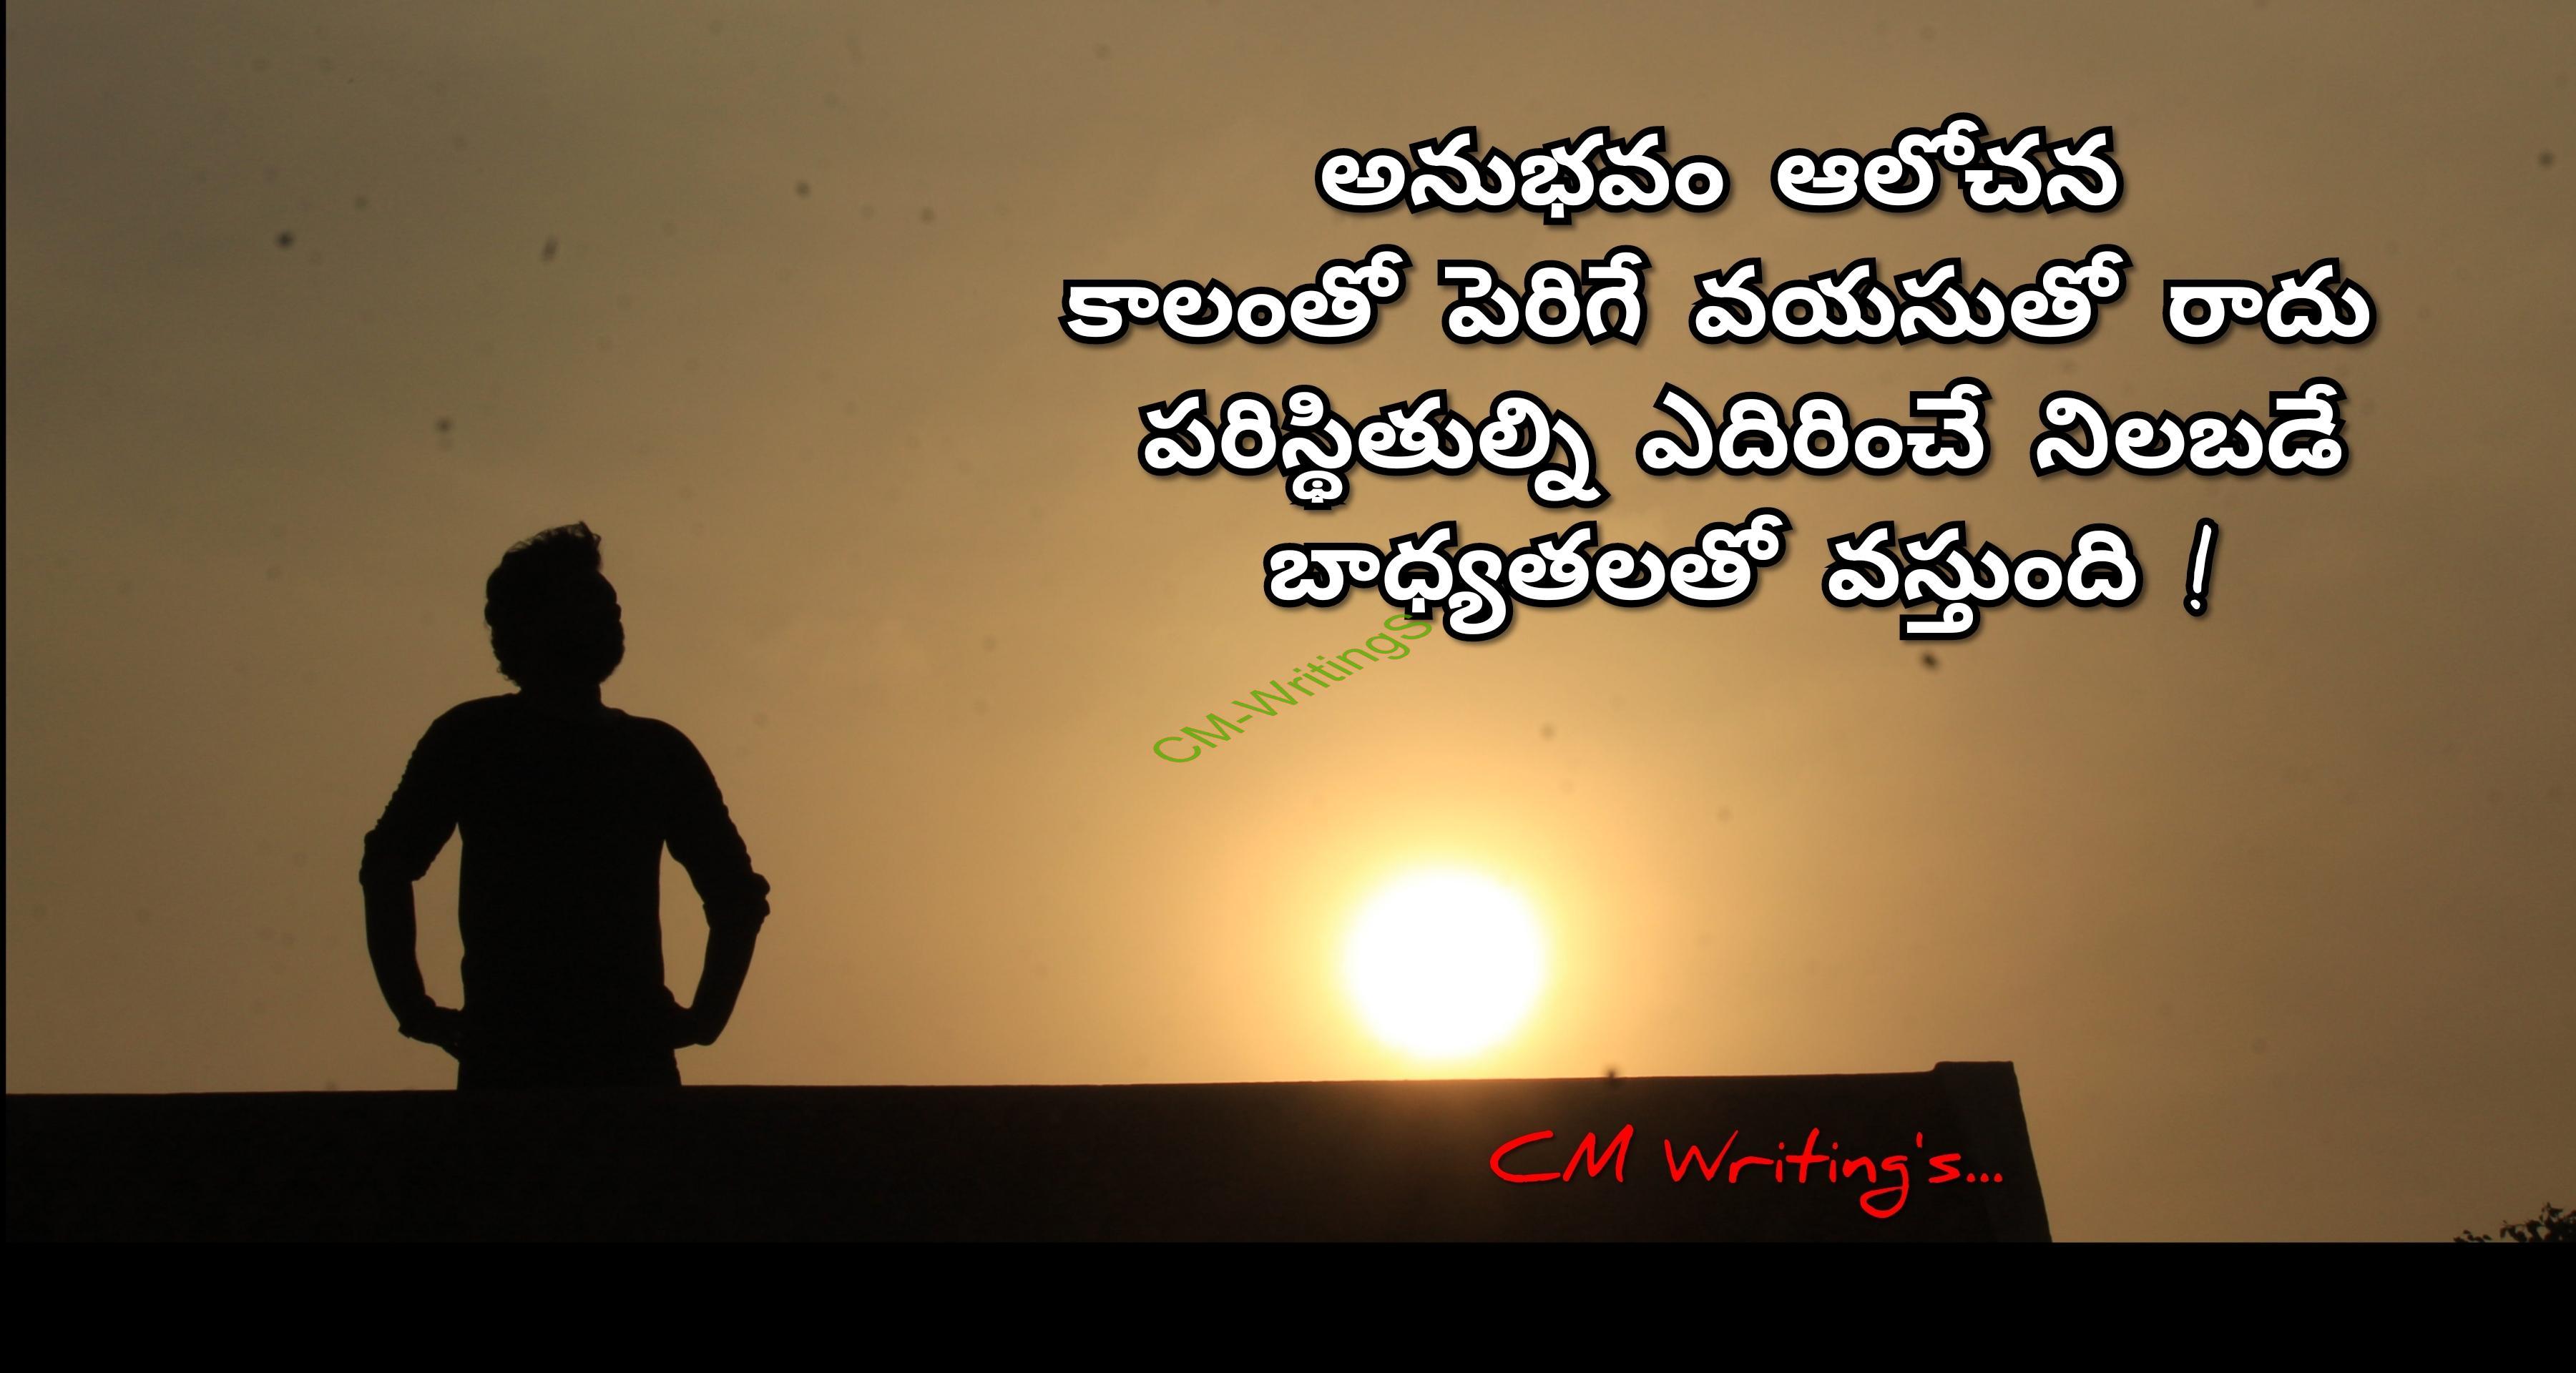 అనుభవం ఆలోచన
కాలంతో పెరిగే వయసుతో రాదు
పరిస్థితుల్ని ఎదిరించే నిలబడే
బాధ్యతలతో వస్తుంది !
CM-Writings
CM Writing's...